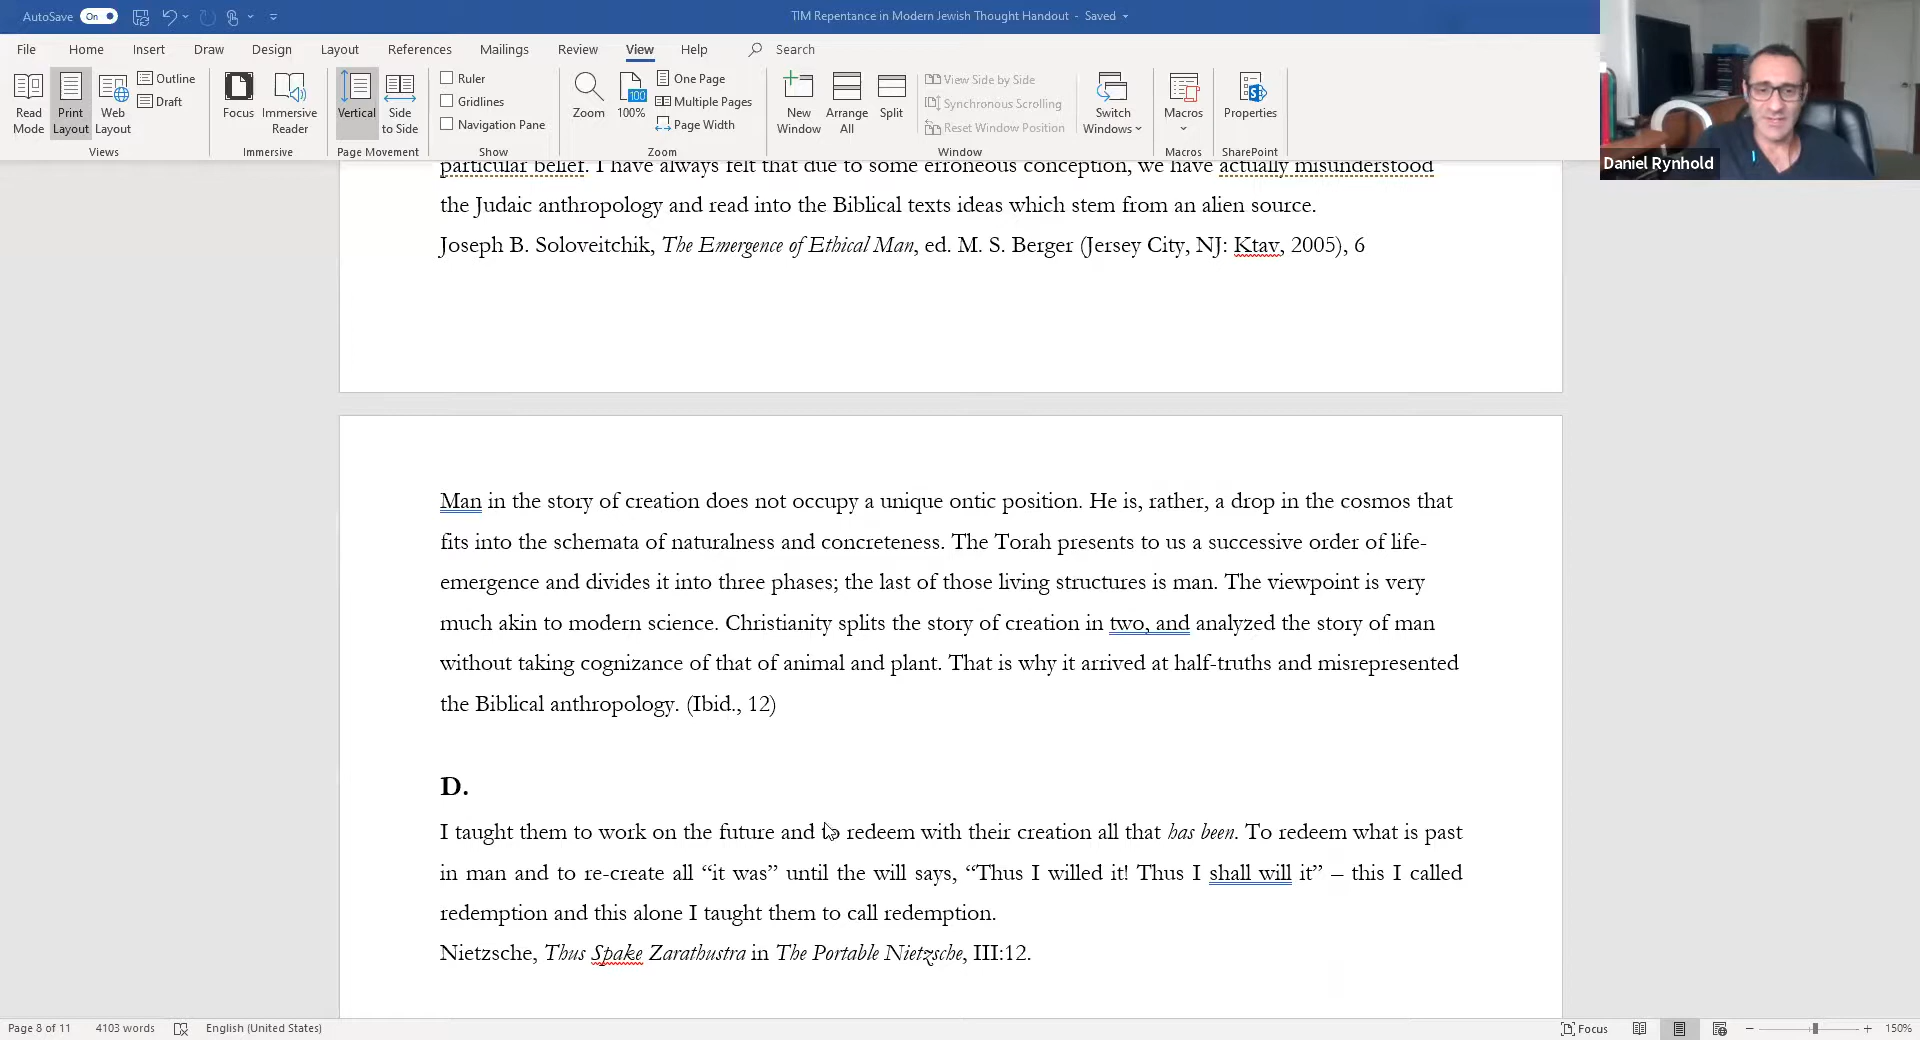 AutoSave On TIM Repentance in Modern Jewish Thought Handout - Saved
File Home Insert Draw Design Layout References Mailings Review View Help Search
Read Mode
Print Layout
Web Layout
Outline
Draft
Views
Focus
Immersive Reader
Immersive
Vertical
Side to Side
Page Movement
Ruler
Gridlines
Navigation Pane
Show
Zoom
100
100%
One Page
Multiple Pages
Page Width
Zoom
New Window
Arrange All
Split
View Side by Side
Synchronous Scrolling
Reset Window Position
Switch Windows
Window
Macros
Macros
Properties
SharePoint
Daniel Rynhold
particular belief. I have always felt that due to some erroneous conception, we have actually misunderstood
the Judaic anthropology and read into the Biblical texts ideas which stem from an alien source.
Joseph B. Soloveitchik, The Emergence of Ethical Man, ed. M. S. Berger (Jersey City, NJ: Ktav, 2005), 6
Man in the story of creation does not occupy a unique ontic position. He is, rather, a drop in the cosmos that
fits into the schemata of naturalness and concreteness. The Torah presents to us a successive order of life-
emergence and divides it into three phases; the last of those living structures is man. The viewpoint is very
much akin to modern science. Christianity splits the story of creation in two, and analyzed the story of man
without taking cognizance of that of animal and plant. That is why it arrived at half-truths and misrepresented
the Biblical anthropology. (Ibid., 12)
D.
I taught them to work on the future and to redeem with their creation all that has been. To redeem what is past
in man and to re-create all “it was” until the will says, “Thus I willed it! Thus I shall will it” – this I called
redemption and this alone I taught them to call redemption.
Nietzsche, Thus Spake Zarathustra in The Portable Nietzsche, III:12.
Page 8 of 11 4103 words English (United States) Focus 150%